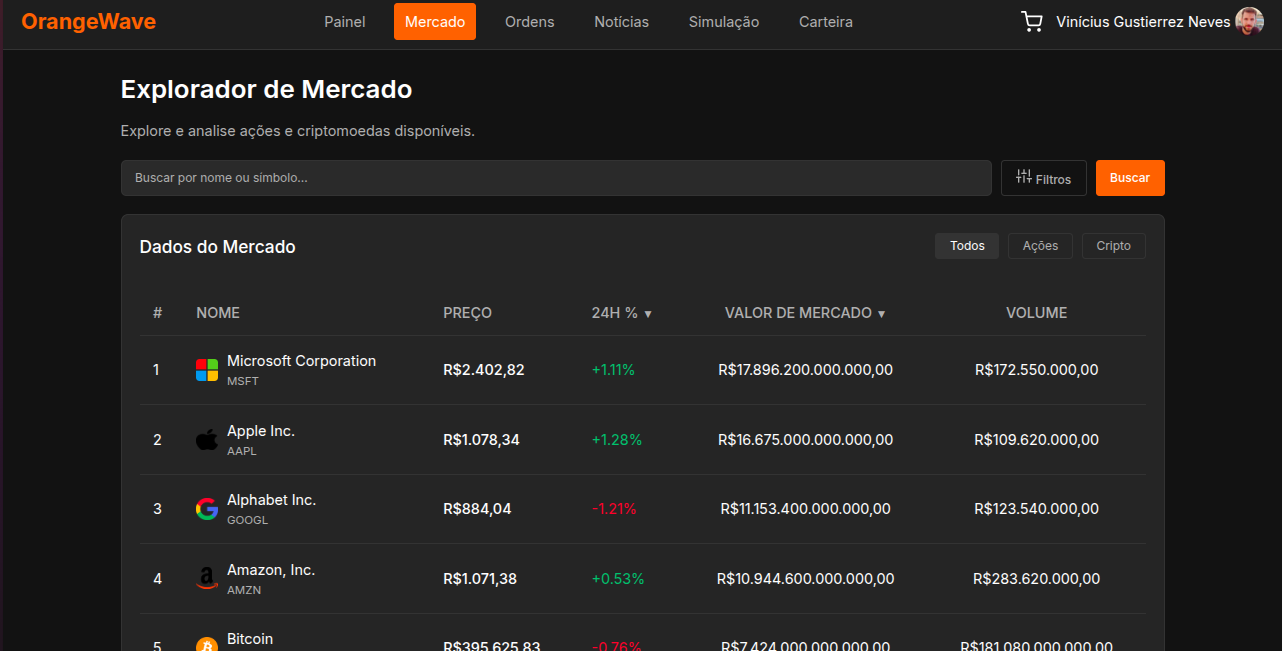 OrangeWave Painel Mercado Ordens Notícias Simulação Carteira Vinícius Gustierrez Neves
Explorador de Mercado
Explore e analise ações e criptomoedas disponíveis.
Buscar por nome ou símbolo... Filtros Buscar
Dados do Mercado Todos Ações Cripto
# NOME PREÇO 24H % ▼ VALOR DE MERCADO ▼ VOLUME
1 Microsoft Corporation R$2.402,82 +1.11% R$17.896.200.000.000,00 R$172.550.000,00
MSFT
2 Apple Inc. R$1.078,34 +1.28% R$16.675.000.000.000,00 R$109.620.000,00
AAPL
3 Alphabet Inc. R$884,04 -1.21% R$11.153.400.000.000,00 R$123.540.000,00
GOOGL
4 Amazon, Inc. R$1.071,38 +0.53% R$10.944.600.000.000,00 R$283.620.000,00
AMZN
5 Bitcoin R$395.625,83 -0.76% R$7.424.000.000.000,00 R$181.080.000.000,00